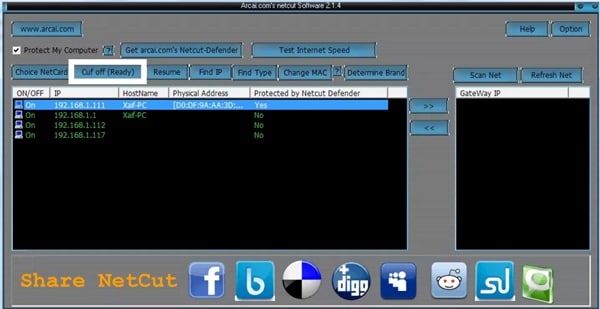 Arcai.com's netcut Software 2.1.4
www.arcai.com Help Option
Protect My Computer ? Get arcai.com's Netcut-Defender Test Internet Speed
Choice NetCard Cuf off (Ready) Resume Find IP Find Type Change MAC ? Determine Brand Scan Net Refresh Net
ON/OFF IP HostName Physical Address Protected by Netcut Defender GateWay IP
On 192.168.1.111 Xaf-PC [D0:DF:9A:AA:3D:... Yes >>
On 192.168.1.1 Xaf-PC No
On 192.168.1.112 No <<
On 192.168.1.117 No
Share NetCut f b digg su